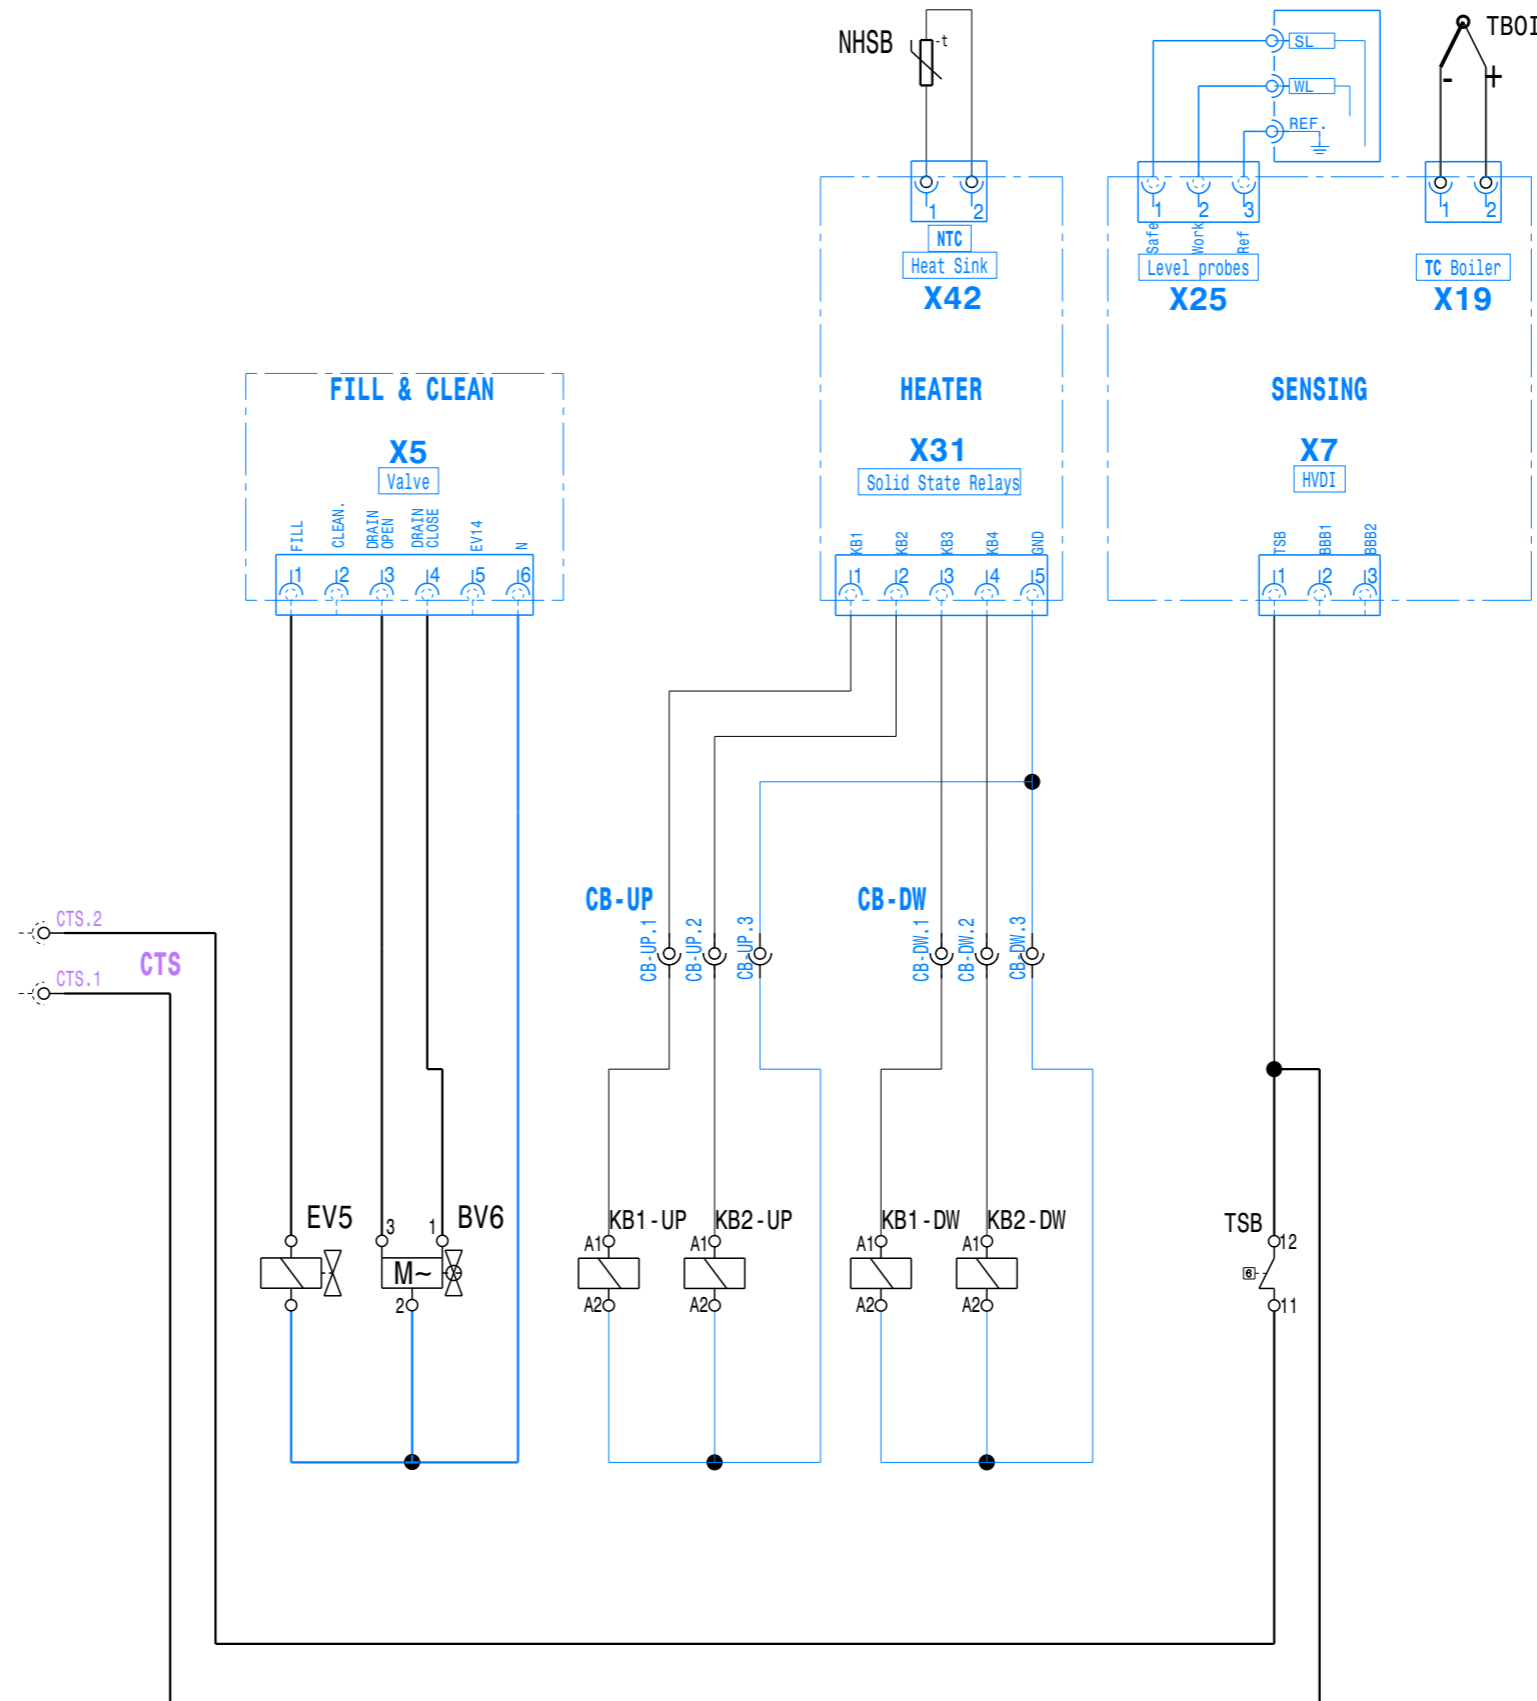 NHSB
-t
SL
WL
REF.
TBOI
-
+
1 2
1 2 3
1 2
NTC
Heat Sink
X42
Safe
Work
Ref
Level probes
X25
TC Boiler
X19
FILL & CLEAN
HEATER
SENSING
X5
Valve
X31
Solid State Relays
X7
HVDI
FILL
CLEAN.
DRAIN
OPEN
DRAIN
CLOSE
EV14
N
KB1
KB2
KB3
KB4
GND
TSB
BBB1
BBB2
1 2 3 4 5 6
1 2 3 4 5
1 2 3
CB-UP
CB-DW
CB-UP.1
CB-UP.2
CB-UP.3
CB-DW.1
CB-DW.2
CB-DW.3
CTS.2
CTS
CTS.1
EV5
3
1
BV6
M~
2
KB1-UP
A1
A2
KB2-UP
A1
A2
KB1-DW
A1
A2
KB2-DW
A1
A2
TSB
12
6
11